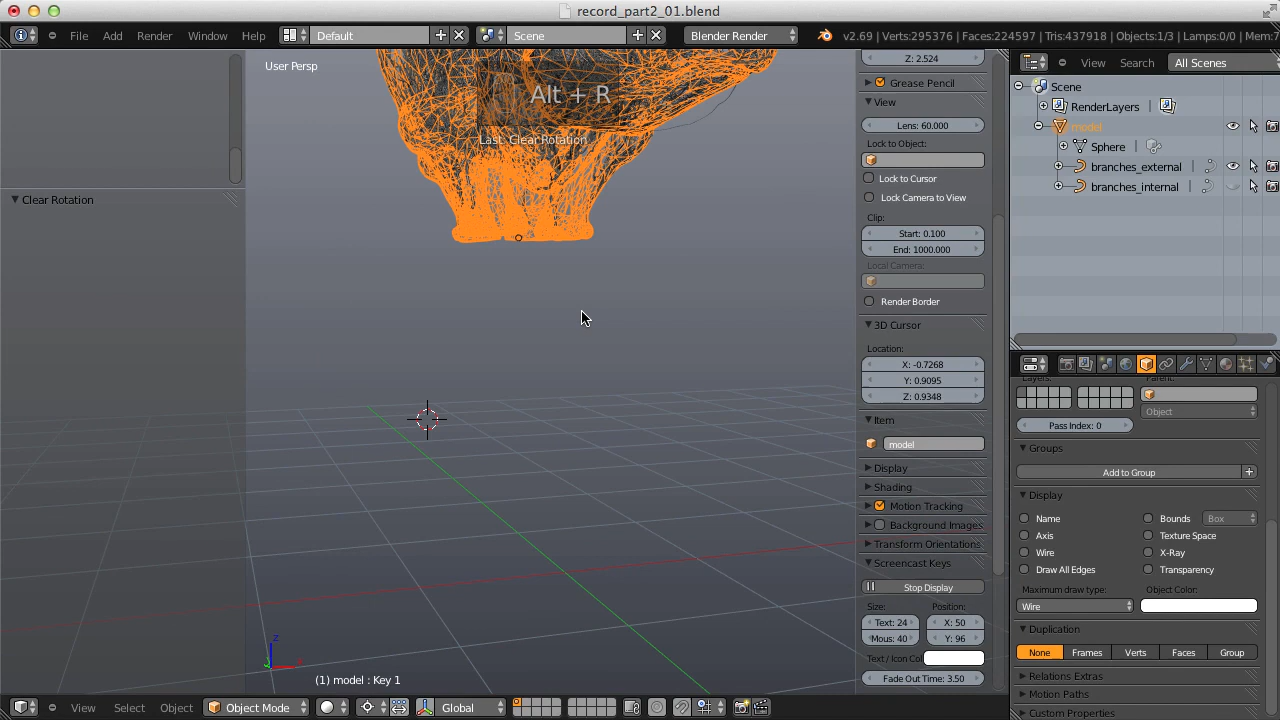 record_part2_01.blend
File Add Render Window Help Default Scene Blender Render v2.69 | Verts:295376 | Faces:224597 | Tris:437918 | Objects:1/3 | Lamps:0/0 | Mem:7
View Search All Scenes
User Persp
Alt + R
Last: Clear Rotation
Clear Rotation
Z: 2.524
Grease Pencil
View
Lens: 60.000
Lock to Object:
Lock to Cursor
Lock Camera to View
Clip:
Start: 0.100
End: 1000.000
Local Camera:
Render Border
3D Cursor
Location:
X: -0.7268
Y: 0.9095
Z: 0.9348
Item
model
Display
Shading
Motion Tracking
Background Images
Transform Orientations
Screencast Keys
Stop Display
Size: Position:
Text: 24 X: 50
Mous: 40 Y: 96
Text / Icon Col
Fade Out Time: 3.50
Scene
RenderLayers |
model
Sphere |
branches_external |
branches_internal |
Layers: Parent:
Object
Pass Index: 0
Groups
Add to Group
Display
Name Bounds Box
Axis Texture Space
Wire X-Ray
Draw All Edges Transparency
Maximum draw type: Object Color:
Wire
Duplication
None Frames Verts Faces Group
Relations Extras
Motion Paths
Custom Properties
z
(1) model : Key 1
View Select Object Object Mode Global